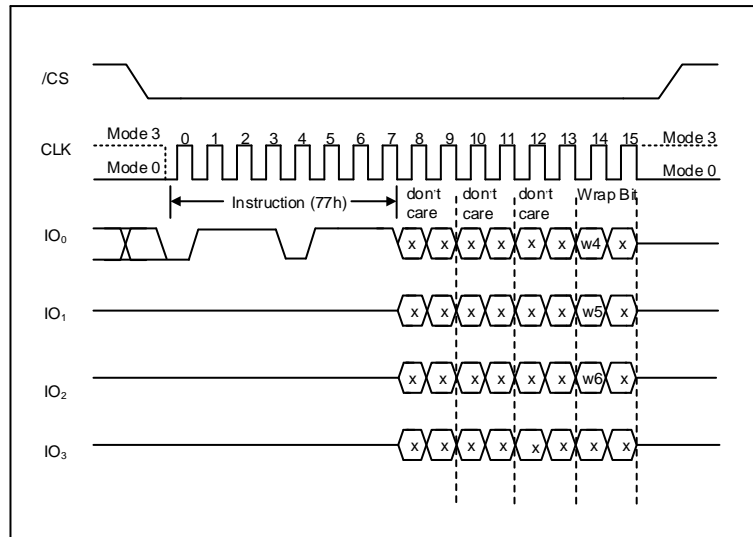 /CS
0 1 2 3 4 5 6 7 8 9 10 11 12 13 14 15
Mode 3 Mode 3
CLK
Mode 0 Mode 0
Instruction (77h) don't care don't care don't care Wrap Bit
IO0 x x x x x x w4 x
IO1 x x x x x x w5 x
IO2 x x x x x x w6 x
IO3 x x x x x x x x